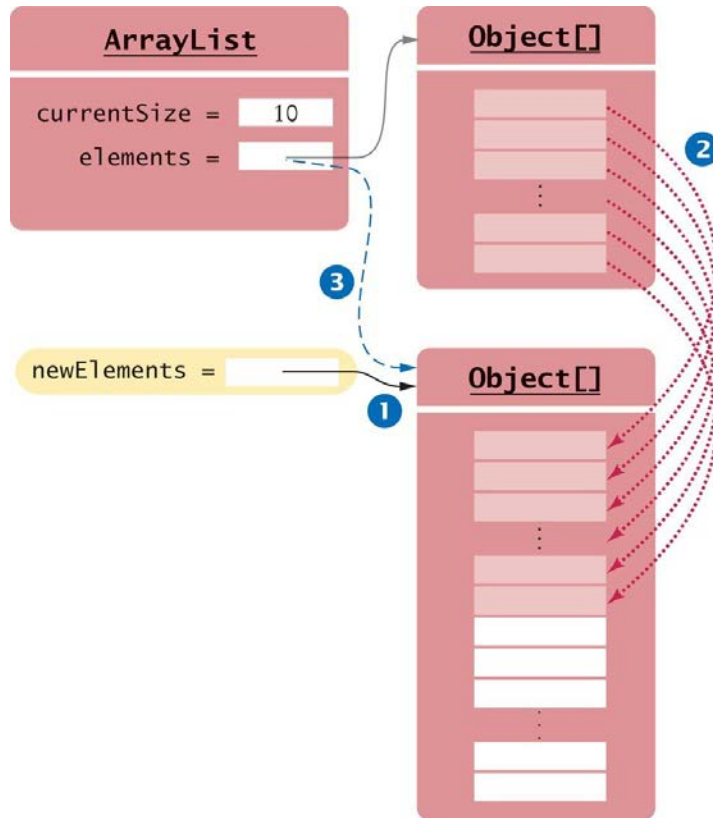 ArrayList
currentSize = 10
elements =
Object[]
2
3
newElements =
1
Object[]